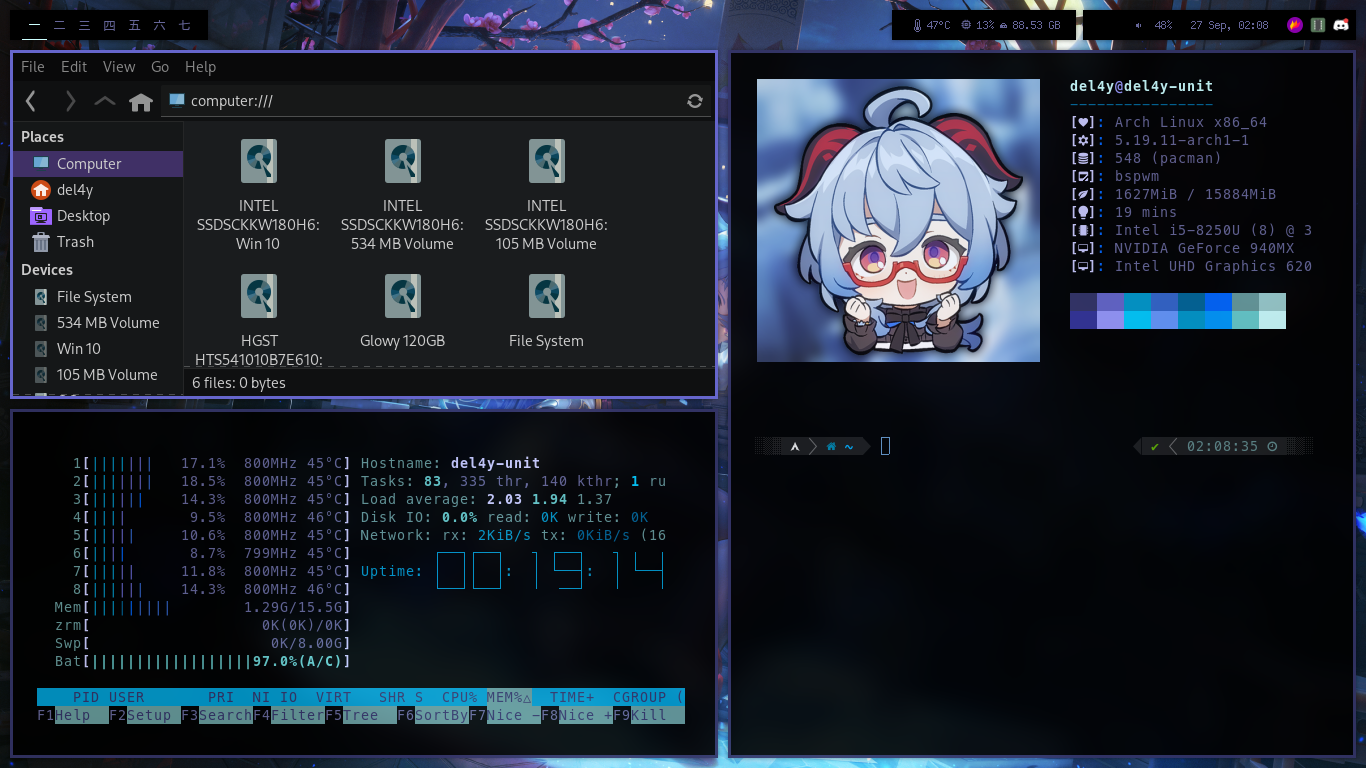 一 二 三 四 五 六 七
47°C 13% 88.53 GB
48% 27 Sep, 02:08
File Edit View Go Help
computer:///
Places
Computer
del4y
Desktop
Trash
Devices
File System
534 MB Volume
Win 10
105 MB Volume
INTEL
SSDSCKKW180H6:
Win 10
INTEL
SSDSCKKW180H6:
534 MB Volume
INTEL
SSDSCKKW180H6:
105 MB Volume
HGST
HTS541010B7E610:
Glowy 120GB
File System
6 files: 0 bytes
del4y@del4y-unit
----------------
[]: Arch Linux x86_64
[]: 5.19.11-arch1-1
[]: 548 (pacman)
[]: bspwm
[]: 1627MiB / 15884MiB
[]: 19 mins
[]: Intel i5-8250U (8) @ 3
[]: NVIDIA GeForce 940MX
[]: Intel UHD Graphics 620
~
✔ 02:08:35
1[||||||| 17.1% 800MHz 45°C]
2[||||||| 18.5% 800MHz 45°C]
3[|||||| 14.3% 800MHz 45°C]
4[|||| 9.5% 800MHz 46°C]
5[||||| 10.6% 800MHz 45°C]
6[|||| 8.7% 799MHz 45°C]
7[||||| 11.8% 800MHz 45°C]
8[|||||| 14.3% 800MHz 46°C]
Mem[||||||||| 1.29G/15.5G]
zrm[ 0K(0K)/0K]
Swp[ 0K/8.00G]
Bat[||||||||||||||||||97.0%(A/C)]
Hostname: del4y-unit
Tasks: 83, 335 thr, 140 kthr; 1 ru
Load average: 2.03 1.94 1.37
Disk IO: 0.0% read: 0K write: 0K
Network: rx: 2KiB/s tx: 0KiB/s (16
Uptime: 00:19:14
PID USER PRI NI IO VIRT SHR S CPU% MEM%△ TIME+ CGROUP (
F1Help F2Setup F3SearchF4FilterF5Tree F6SortByF7Nice -F8Nice +F9Kill